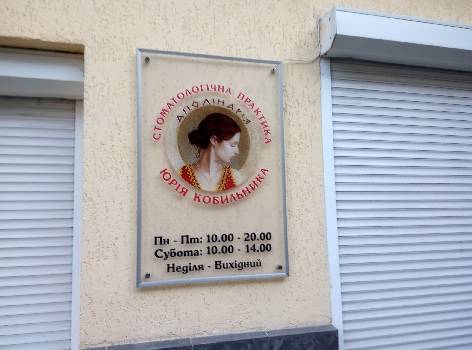 СТОМАТОЛОГІЧНА ПРАКТИКА
АПОЛІНАРІЯ
ЮРІЯ КОБИЛЬНИКА
Пн - Пт: 10.00 - 20.00
Субота: 10.00 - 14.00
Неділя - Вихідний